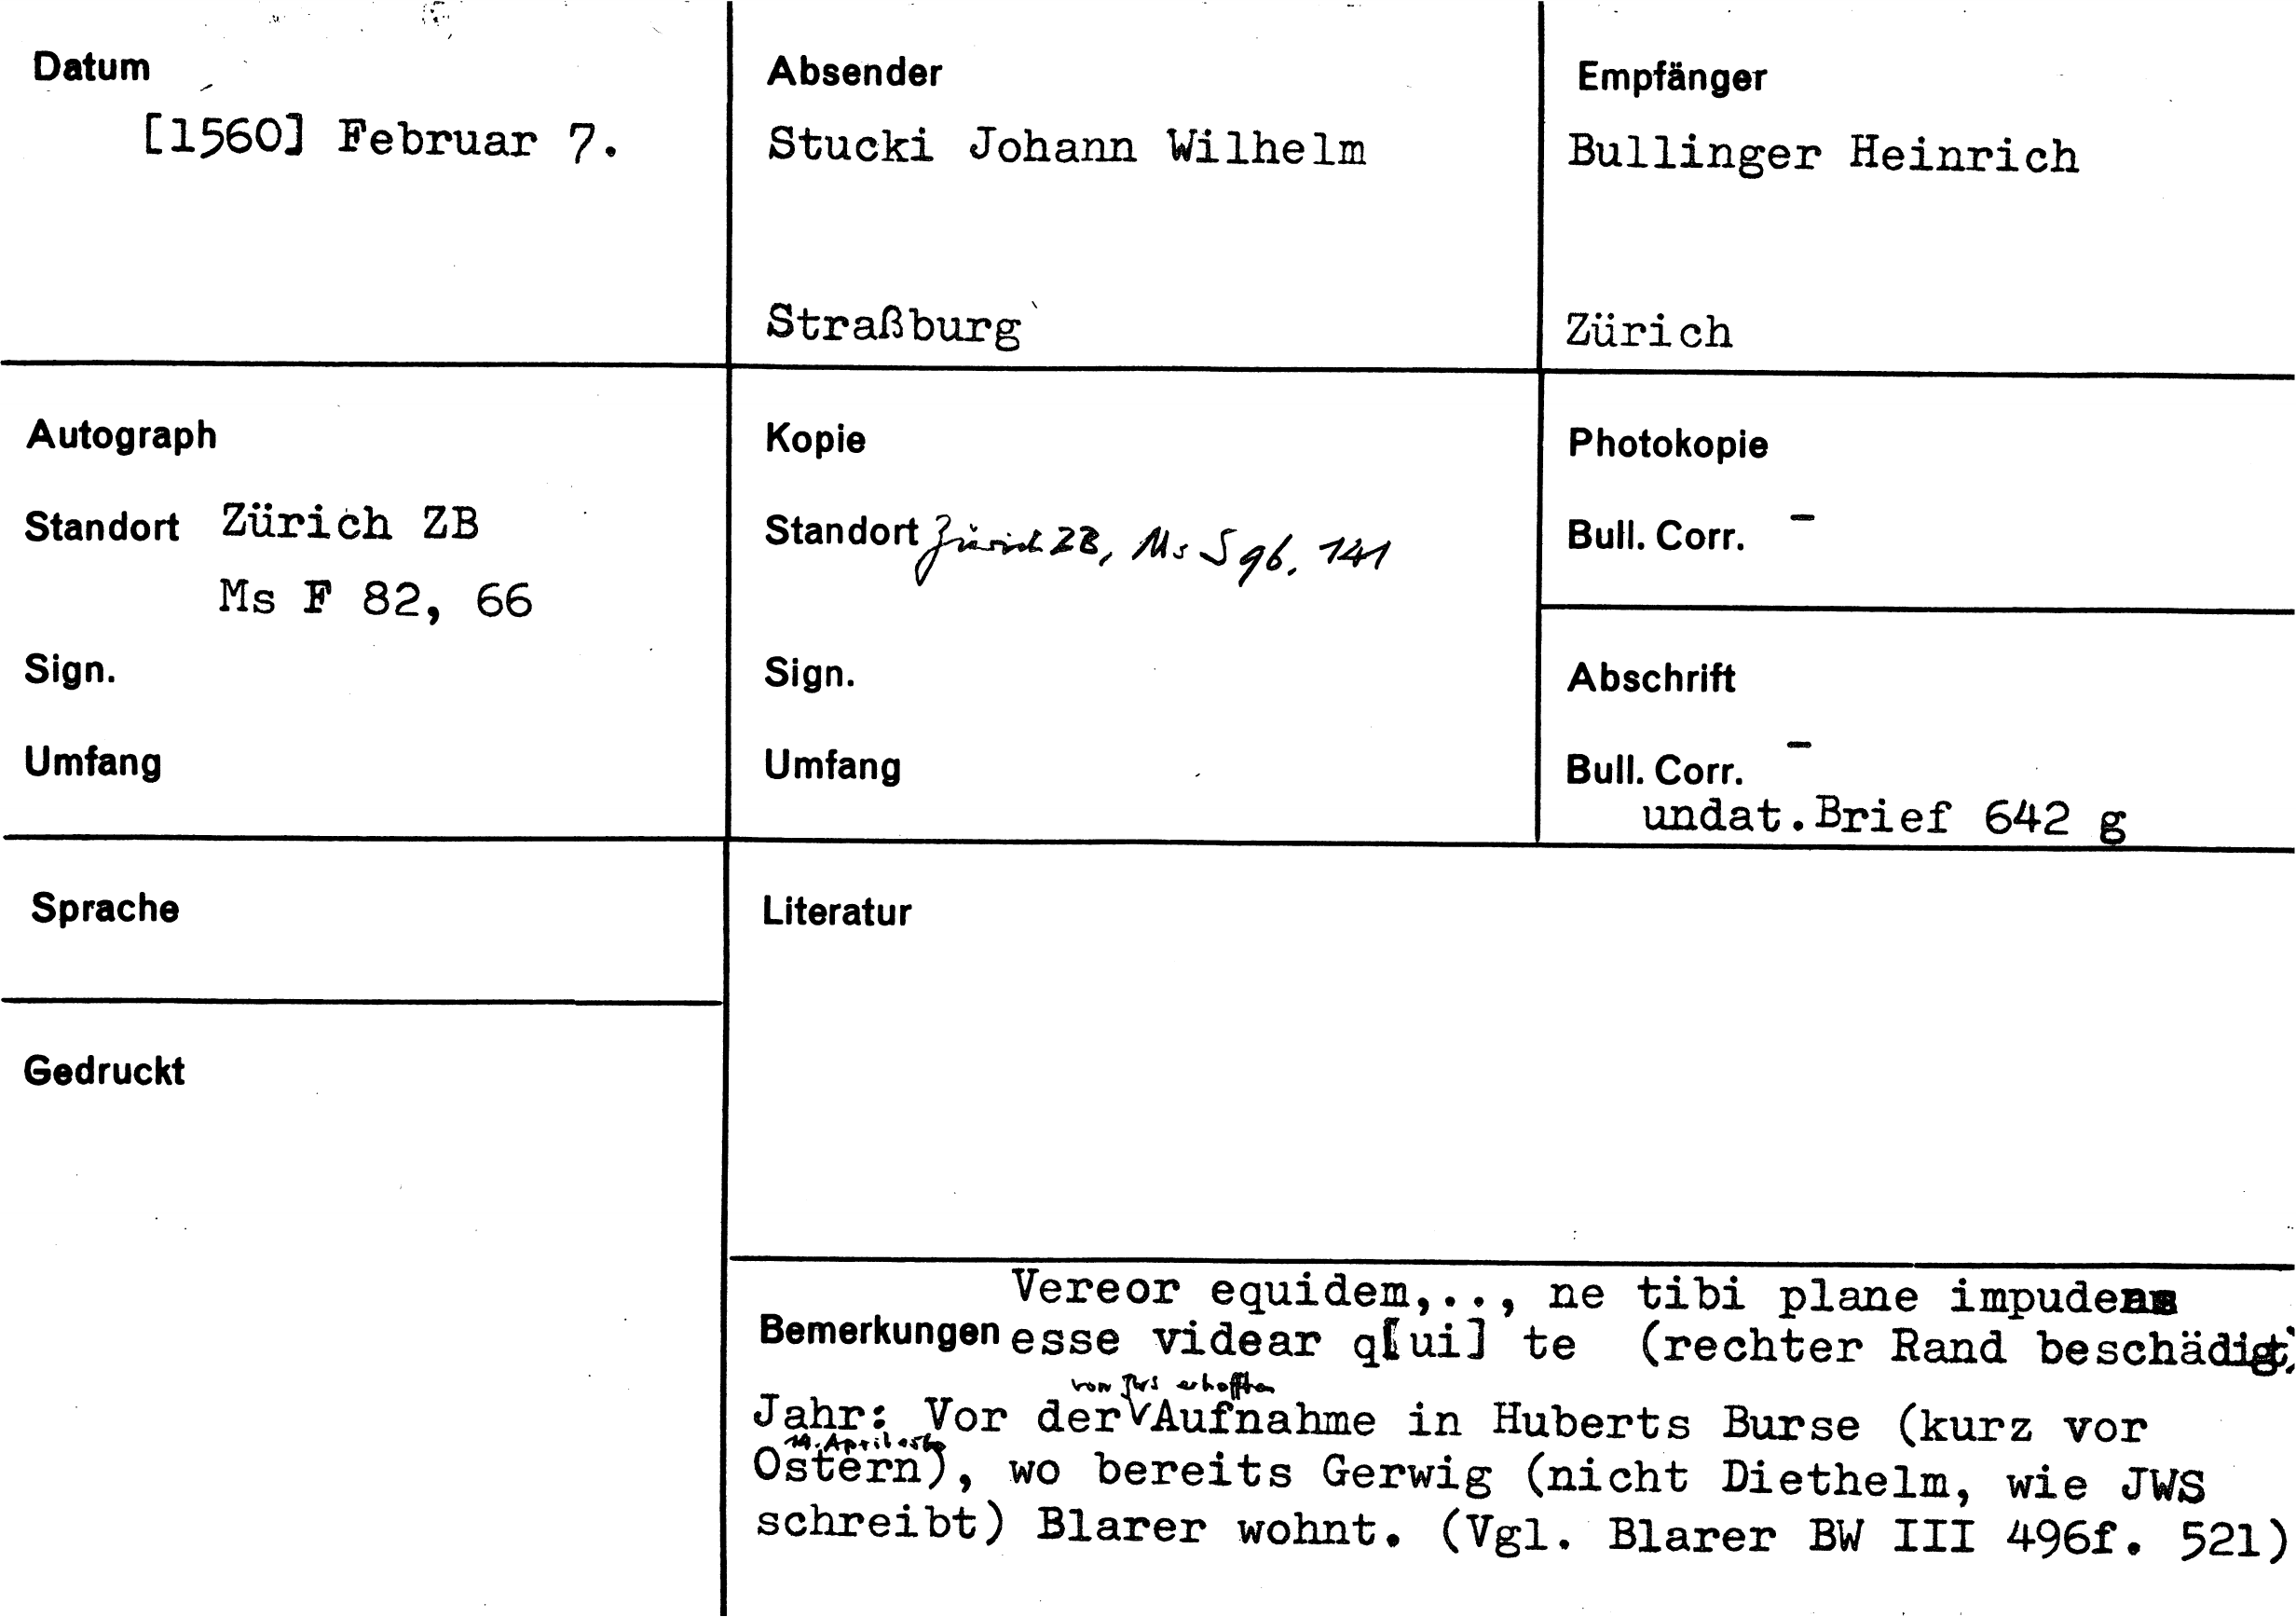 Datum
[1560] Februar 7.
Absender
Stucki Johann Wilhelm
Straßburg
Empfänger
Bullinger Heinrich
Zürich
Autograph
Standort Zürich ZB
Ms F 82, 66
Sign.
Umfang
Kopie
Standort Zürich ZB, Ms S 96, 141
Sign.
Umfang
Photokopie
Bull. Corr. -
Abschrift
Bull. Corr. -
undat.Brief 642 g
Sprache
Gedruckt
Literatur
Vereor equidem,.., ne tibi plane impudens
Bemerkungen esse videar q[ui] te (rechter Rand beschädigt)
von JWS erhofften
Jahr: Vor der Aufnahme in Huberts Burse (kurz vor
14. April 1560
Ostern), wo bereits Gerwig (nicht Diethelm, wie JWS
schreibt) Blarer wohnt. (Vgl. Blarer BW III 496f. 521)